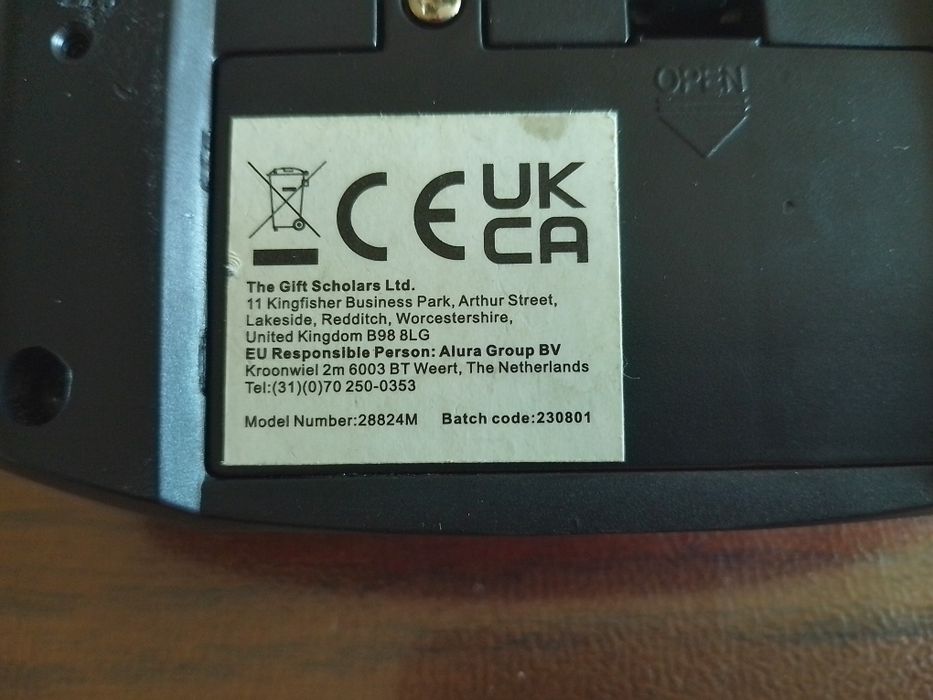 OPEN
CE
UK
CA
The Gift Scholars Ltd.
11 Kingfisher Business Park, Arthur Street,
Lakeside, Redditch, Worcestershire,
United Kingdom B98 8LG
EU Responsible Person: Alura Group BV
Kroonwiel 2m 6003 BT Weert, The Netherlands
Tel:(31)(0)70 250-0353
Model Number:28824M Batch code:230801